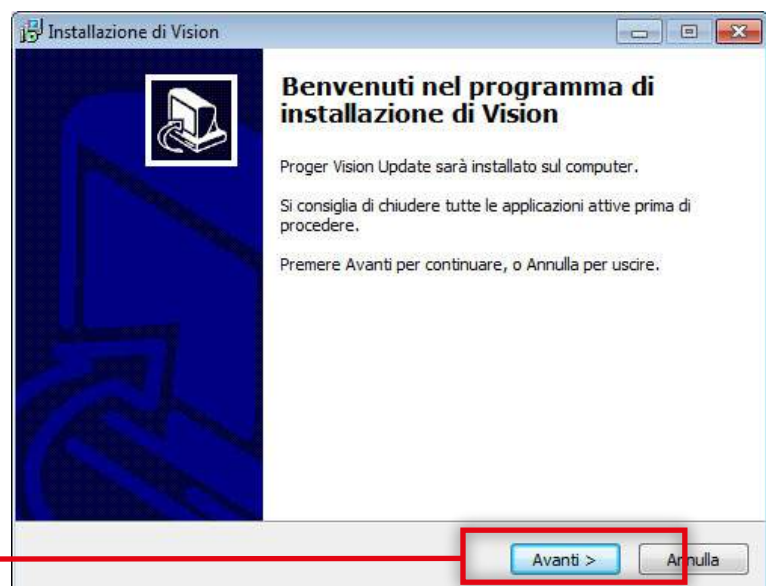 Installazione di Vision
Benvenuti nel programma di
installazione di Vision
Proger Vision Update sarà installato sul computer.
Si consiglia di chiudere tutte le applicazioni attive prima di
procedere.
Premere Avanti per continuare, o Annulla per uscire.
Avanti > Annulla